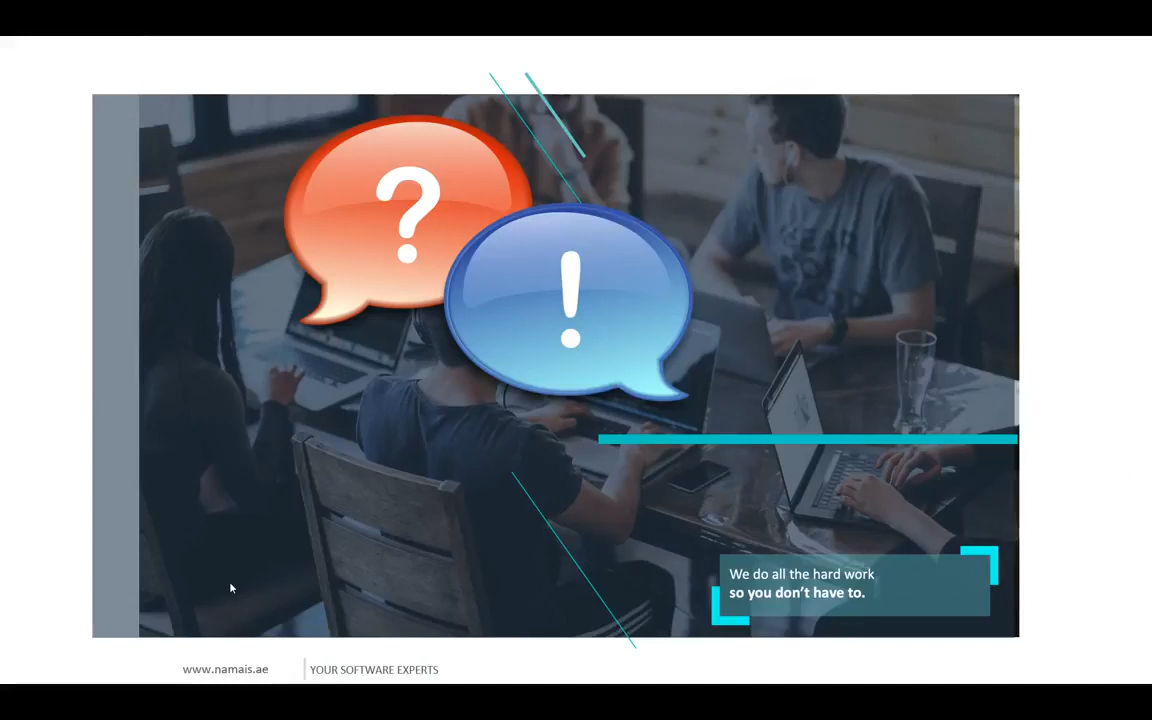 ?
!
We do all the hard work
so you don't have to.
www.namais.ae
YOUR SOFTWARE EXPERTS